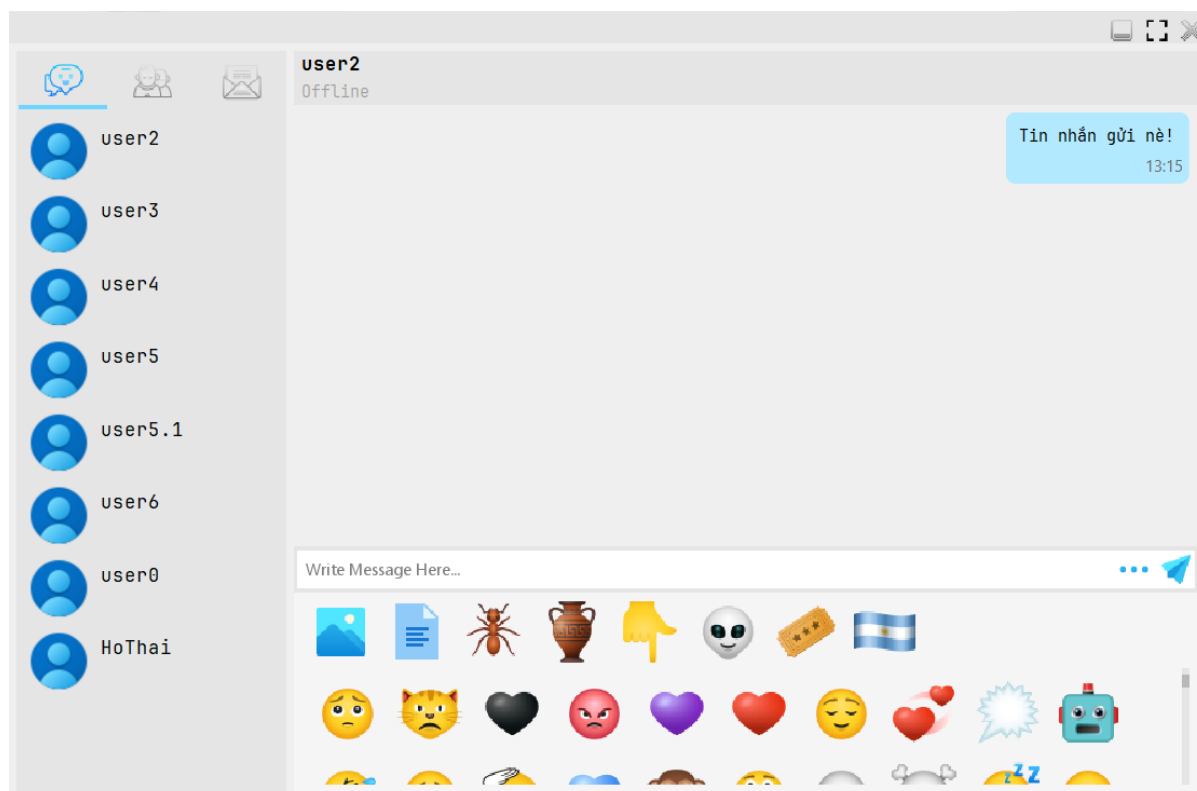 user2
Offline
user2
user3
user4
user5
user5.1
user6
user0
HoThai
Tin nhắn gửi nè!
13:15
Write Message Here...